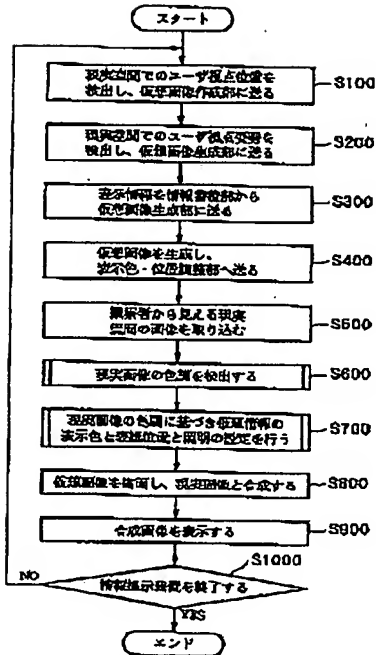 スタート
現実空間でのユーザ視点位置を
検出し、仮想画像作成部に送る
S100
現実空間でのユーザ視点姿勢を
検出し、仮想画像生成部に送る
S200
表示情報を情報蓄積部から
仮想画像生成部に送る
S300
仮想画像を生成し、
表示色・位置調整部へ送る
S400
観察者から見える現実
空間の画像を取り込む
S500
現実画像の色調を検出する
S600
現実画像の色調に基づき仮想情報の
表示色と表示位置と照明の設定を行う
S700
仮想画像を描画し、現実画像と合成する
S800
合成画像を表示する
S900
S1000
情報提示装置を終了する
NO
YES
エンド